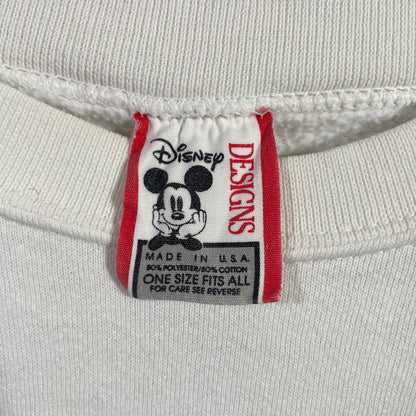 Disney
DESIGNS
MADE IN U.S.A.
50% POLYESTER/50% COTTON
ONE SIZE FITS ALL
FOR CARE SEE REVERSE